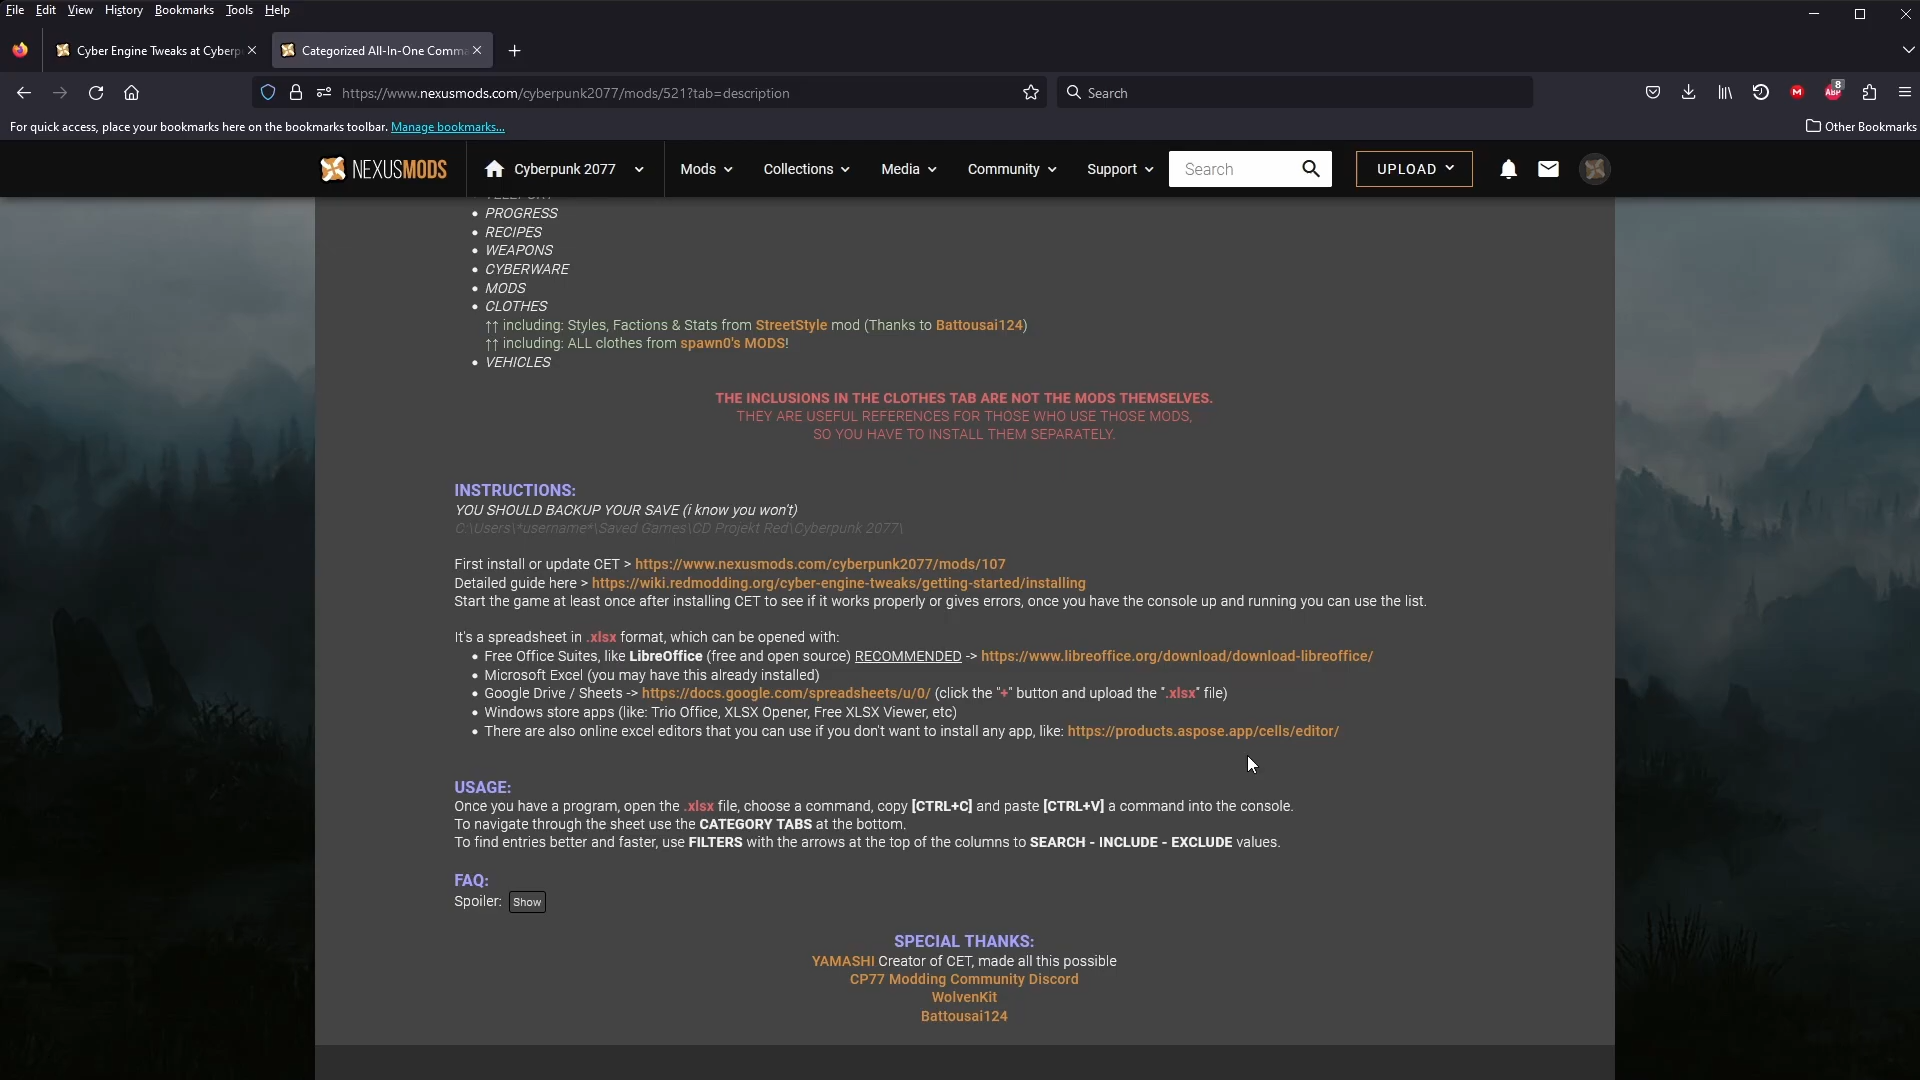 File Edit View History Bookmarks Tools Help
Cyber Engine Tweaks at Cyberp
Categorized All-In-One Comma
https://www.nexusmods.com/cyberpunk2077/mods/521?tab=description
Search
8
ABP
M
For quick access, place your bookmarks here on the bookmarks toolbar. Manage bookmarks...
Other Bookmarks
NEXUSMODS
Cyberpunk 2077
Mods
Collections
Media
Community
Support
Search
UPLOAD
TELEPORT
• PROGRESS
• RECIPES
• WEAPONS
• CYBERWARE
• MODS
• CLOTHES
↑↑ including: Styles, Factions & Stats from StreetStyle mod (Thanks to Battousai124)
↑↑ including: ALL clothes from spawn0's MODS!
• VEHICLES
THE INCLUSIONS IN THE CLOTHES TAB ARE NOT THE MODS THEMSELVES.
THEY ARE USEFUL REFERENCES FOR THOSE WHO USE THOSE MODS,
SO YOU HAVE TO INSTALL THEM SEPARATELY.
INSTRUCTIONS:
YOU SHOULD BACKUP YOUR SAVE (i know you won't)
C:\Users\*username*\Saved Games\CD Projekt Red\Cyberpunk 2077\
First install or update CET > https://www.nexusmods.com/cyberpunk2077/mods/107
Detailed guide here > https://wiki.redmodding.org/cyber-engine-tweaks/getting-started/installing
Start the game at least once after installing CET to see if it works properly or gives errors, once you have the console up and running you can use the list.
It's a spreadsheet in .xlsx format, which can be opened with:
• Free Office Suites, like LibreOffice (free and open source) RECOMMENDED -> https://www.libreoffice.org/download/download-libreoffice/
• Microsoft Excel (you may have this already installed)
• Google Drive / Sheets -> https://docs.google.com/spreadsheets/u/0/ (click the "+" button and upload the ".xlsx" file)
• Windows store apps (like: Trio Office, XLSX Opener, Free XLSX Viewer, etc)
• There are also online excel editors that you can use if you don't want to install any app, like: https://products.aspose.app/cells/editor/
USAGE:
Once you have a program, open the .xlsx file, choose a command, copy [CTRL+C] and paste [CTRL+V] a command into the console.
To navigate through the sheet use the CATEGORY TABS at the bottom.
To find entries better and faster, use FILTERS with the arrows at the top of the columns to SEARCH - INCLUDE - EXCLUDE values.
FAQ:
Spoiler: Show
SPECIAL THANKS:
YAMASHI Creator of CET, made all this possible
CP77 Modding Community Discord
WolvenKit
Battousai124